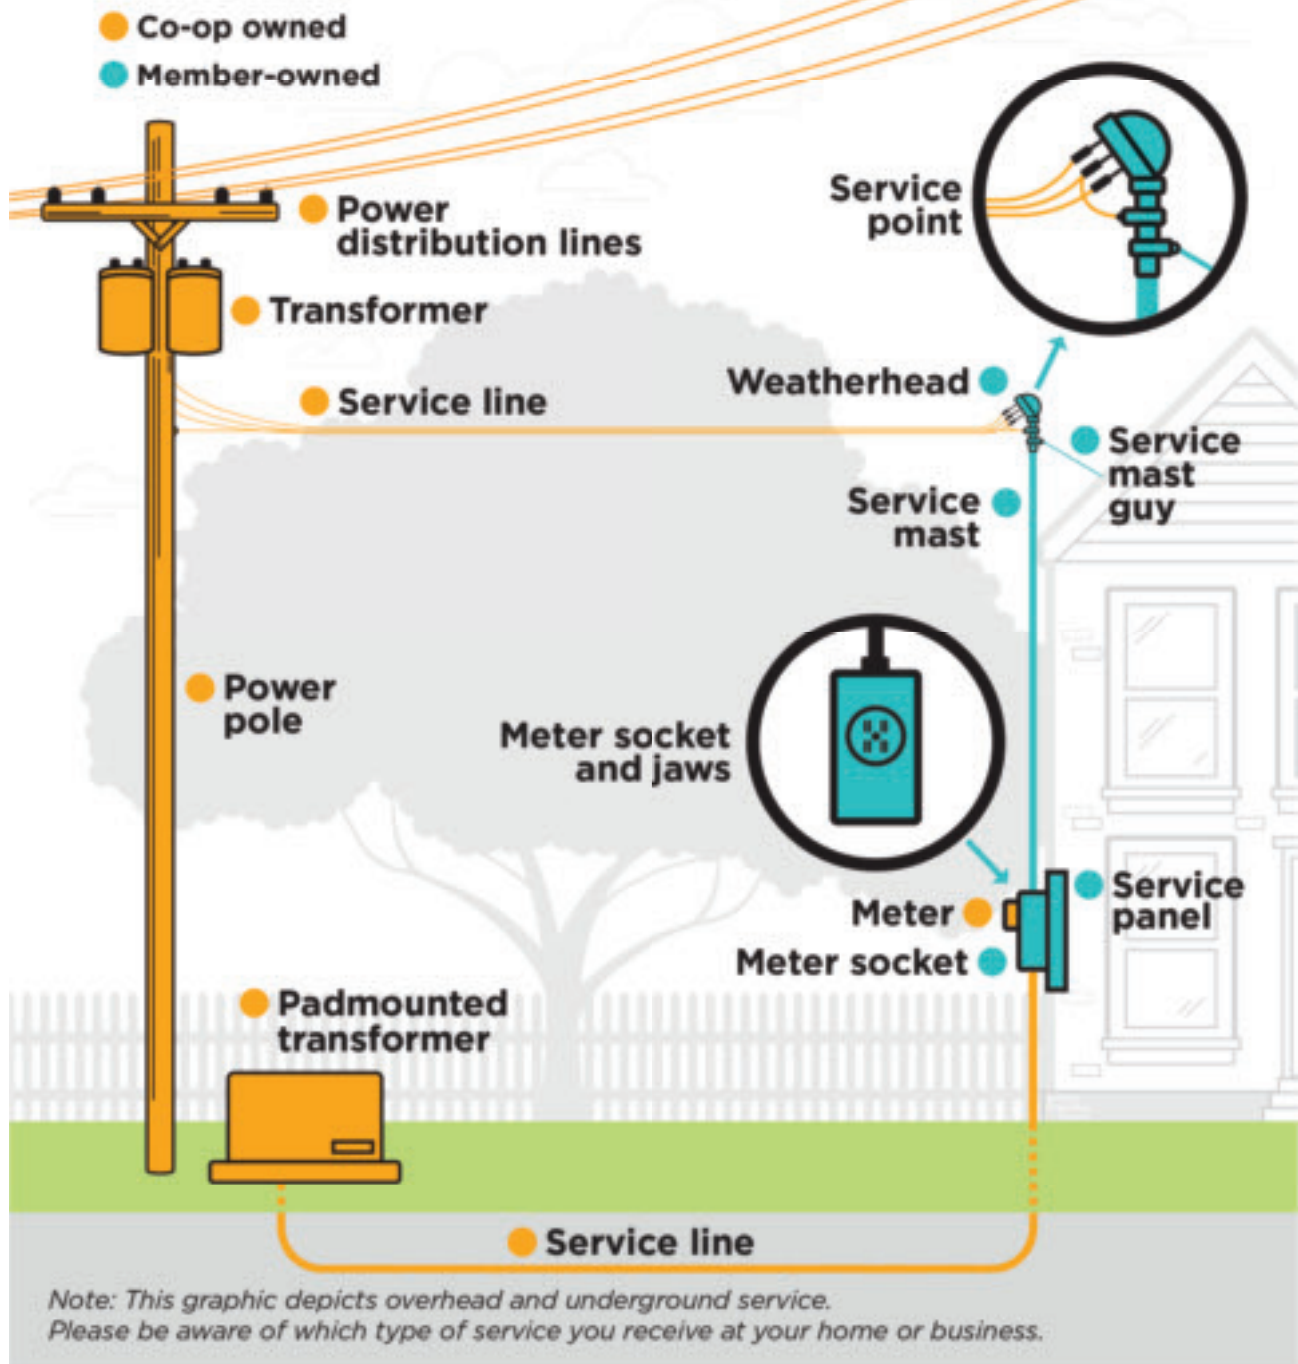 Co-op owned
Member-owned
Power
distribution lines
Service
point
Transformer
Weatherhead
Service line
Service
mast
guy
Service
mast
Power
pole
Meter socket
and jaws
Service
panel
Meter
Meter socket
Padmounted
transformer
Service line
Note: This graphic depicts overhead and underground service.
Please be aware of which type of service you receive at your home or business.